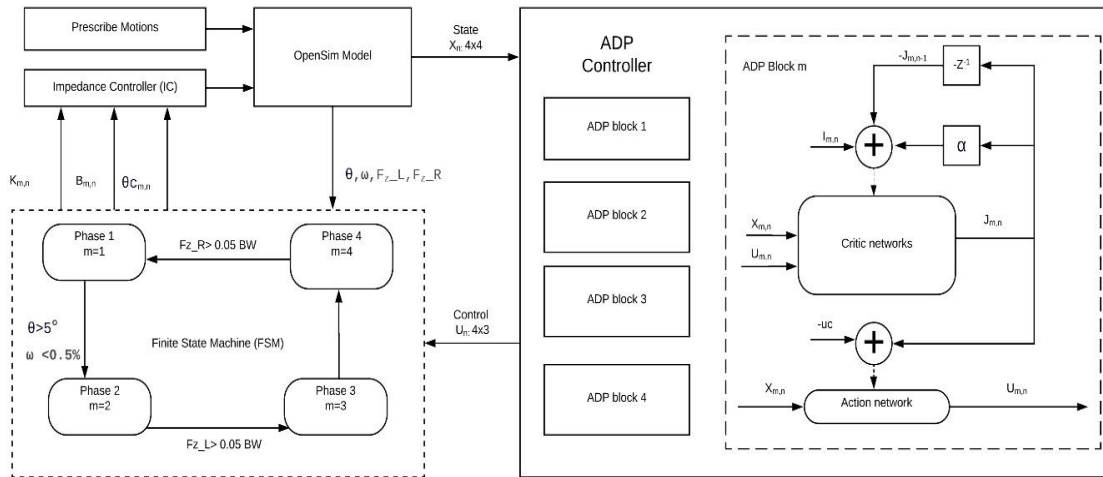 Prescribe Motions
Impedance Controller (IC)
OpenSim Model
State
Xn: 4x4
Km,n
Bm,n
θcm,n
θ,ω,Fz_L,Fz_R
Phase 1
m=1
Fz_R> 0.05 BW
Phase 4
m=4
θ>5°
ω <0.5%
Finite State Machine (FSM)
Phase 2
m=2
Fz_L> 0.05 BW
Phase 3
m=3
Control
Un: 4x3
ADP
Controller
ADP block 1
ADP block 2
ADP block 3
ADP block 4
ADP Block m
-Jm,n-1
-Z⁻¹
Im,n
+
α
Xm,n
Um,n
Critic networks
Jm,n
-uc
+
Xm,n
Action network
Um,n